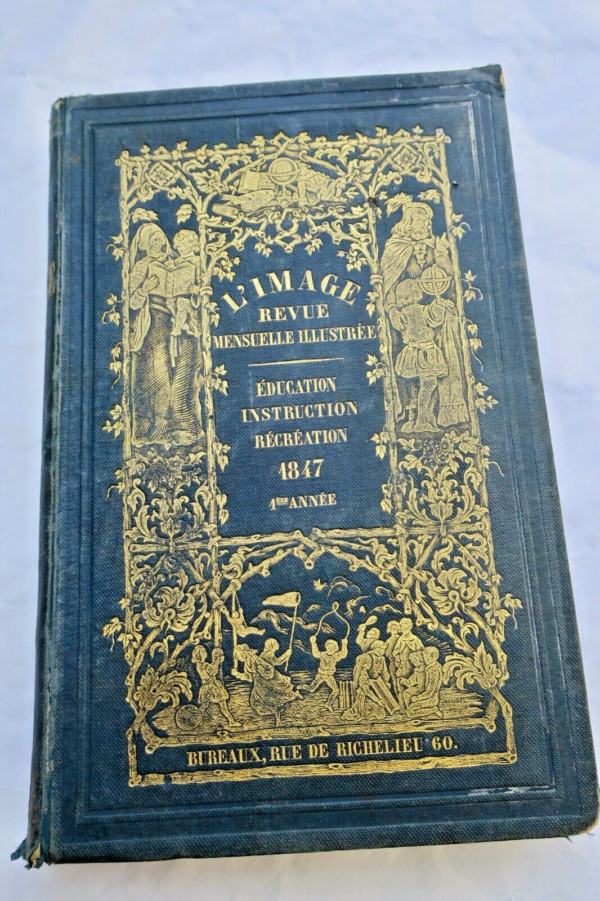 L'IMAGE
REVUE
MENSUELLE ILLUSTRÉE
ÉDUCATION
INSTRUCTION
RÉCRÉATION
1847
1ÈRE ANNÉE
BUREAUX, RUE DE RICHELIEU 60.